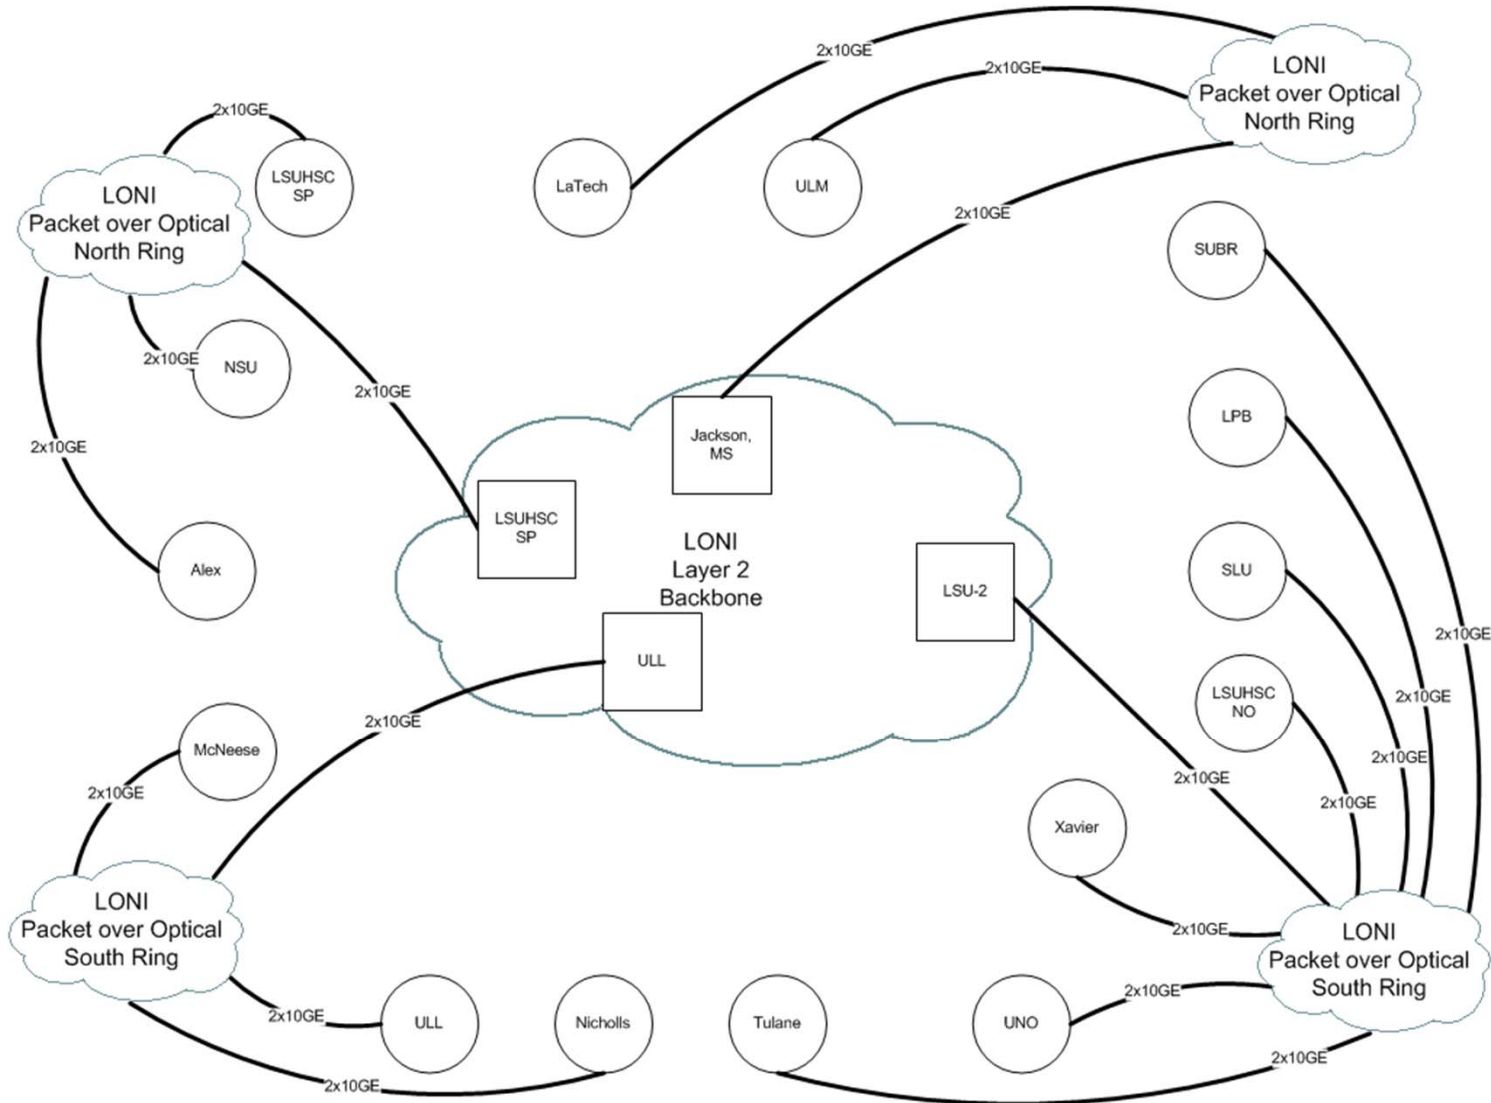 2x10GE
LONI
Packet over Optical
North Ring
2x10GE
2x10GE
LSUHSC
SP
LONI
Packet over Optical
North Ring
LaTech
ULM
2x10GE
SUBR
2x10GE
NSU
2x10GE
2x10GE
LPB
Jackson,
MS
LSUHSC
SP
LONI
Layer 2
Backbone
Alex
SLU
LSU-2
2x10GE
ULL
LSUHSC
NO
2x10GE
2x10GE
McNeese
2x10GE
2x10GE
2x10GE
2x10GE
Xavier
LONI
Packet over Optical
South Ring
2x10GE
LONI
Packet over Optical
South Ring
2x10GE
2x10GE
ULL
Nicholls
Tulane
UNO
2x10GE
2x10GE